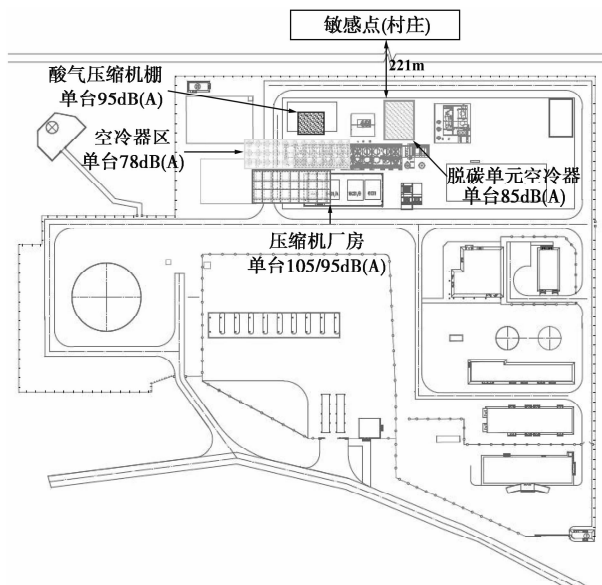 敏感点(村庄)
221m
酸气压缩机棚
单台95dB(A)
空冷器区
单台78dB(A)
脱碳单元空冷器
单台85dB(A)
压缩机厂房
单台105/95dB(A)